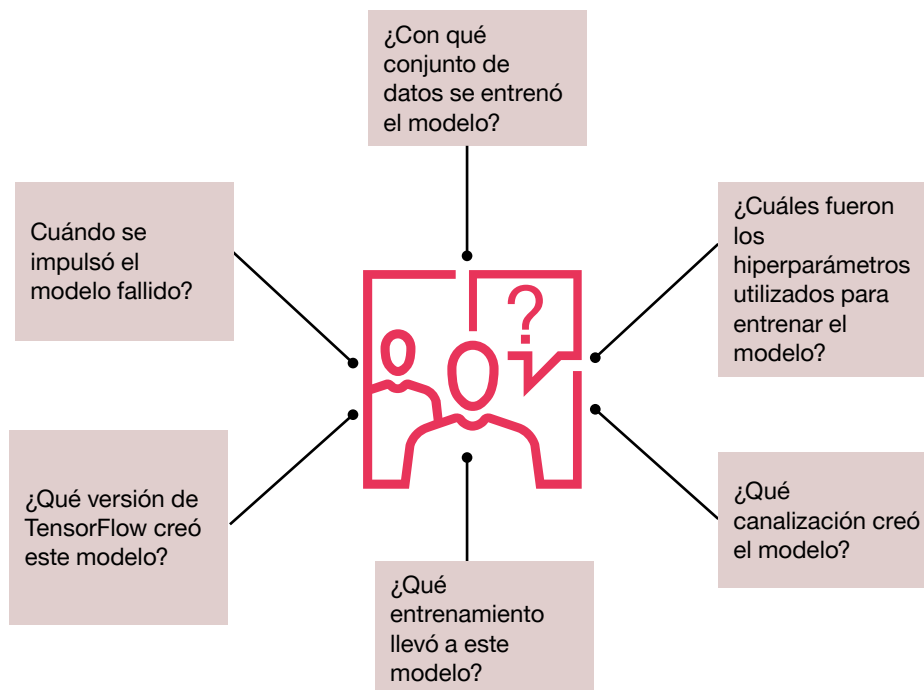 ¿Con qué
conjunto de
datos se entrenó
el modelo?
Cuándo se
impulsó el
modelo fallido?
¿Cuáles fueron
los
hiperparámetros
utilizados para
entrenar el
modelo?
?
¿Qué versión de
TensorFlow creó
este modelo?
¿Qué
canalización creó
el modelo?
¿Qué
entrenamiento
llevó a este
modelo?